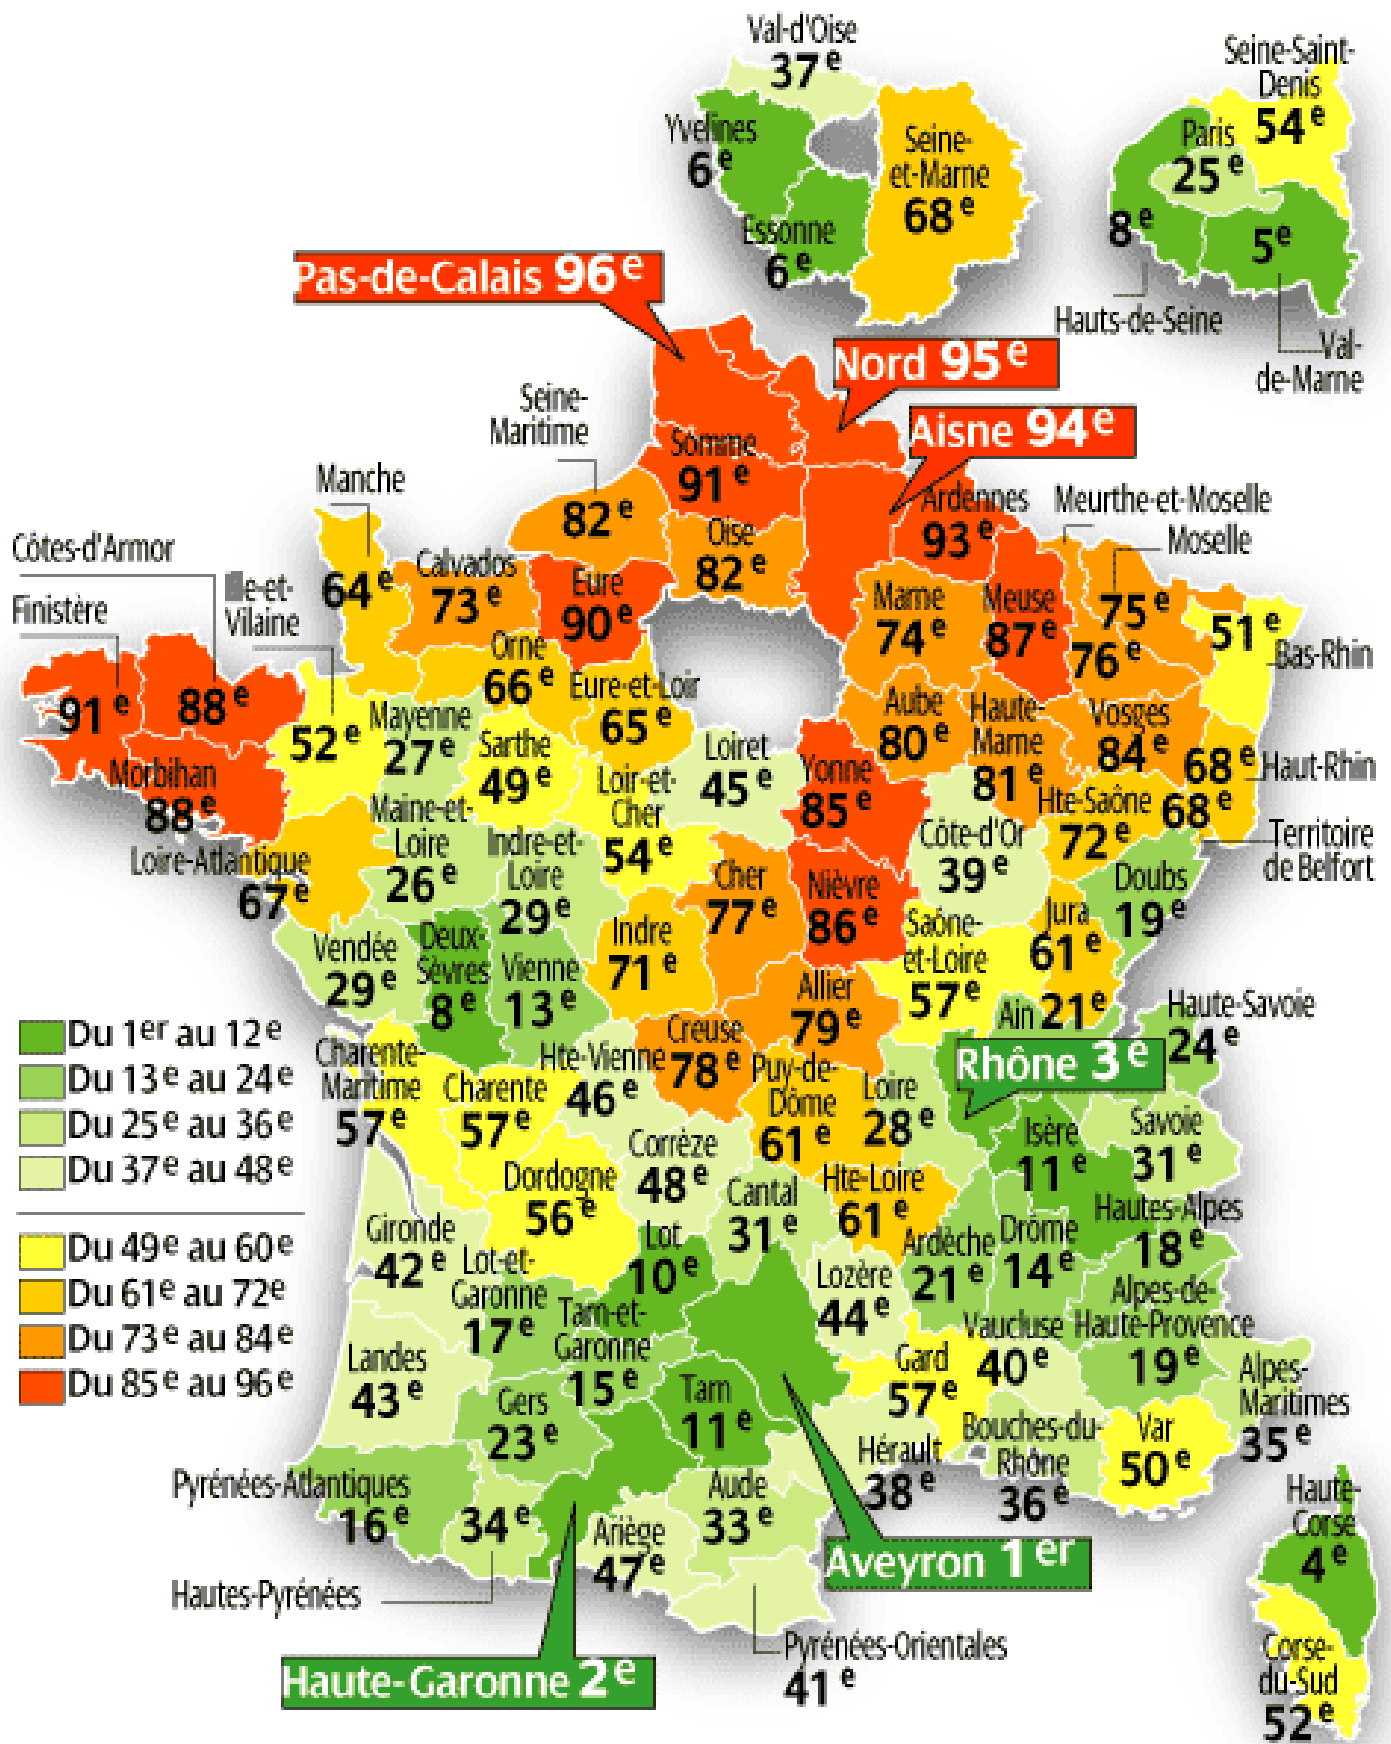 Val-d'Oise
37e
Yvelines
6e
Essonne
6e
Seine-
et-Marne
68e
Seine-Saint-
Denis
54e
Paris
25e
8e
Hauts-de-Seine
5e
Val-
de-Marne
Pas-de-Calais 96e
Nord 95e
Aisne 94e
Seine-
Maritime
82e
Somme
91e
Oise
82e
Ardennes
93e
Meurthe-et-Moselle
Moselle
75e
76e
Manche
64e
Calvados
73e
Eure
90e
Marne
74e
Meuse
87e
51e
Bas-Rhin
Côtes-d'Armor
Finistère
91e
88e
e-et-
Vilaine
52e
Morbihan
88e
Orne
66e
Eure-et-Loir
65e
Mayenne
27e
Sarthe
49e
Loiret
45e
Loir-et-
Cher
54e
Yonne
85e
Aube
80e
Haute-
Marne
81e
Vosges
84e
68e
Haut-Rhin
Hte-Saône
72e
68e
Territoire
de Belfort
Loire-Atlantique
67e
Maine-et-
Loire
26e
Indre-et-
Loire
29e
Cher
77e
Nièvre
86e
Côte-d'Or
39e
Doubs
19e
Vendée
29e
Deux-
Sèvres
8e
Vienne
13e
Indre
71e
Allier
79e
Saône-
et-Loire
57e
Jura
61e
Ain 21e
Haute-Savoie
24e
Du 1er au 12e
Du 13e au 24e
Du 25e au 36e
Du 37e au 48e
Du 49e au 60e
Du 61e au 72e
Du 73e au 84e
Du 85e au 96e
Charente-
Maritime
57e
Charente
57e
Hte-Vienne
46e
Creuse
78e
Puy-de-
Dôme
61e
Loire
28e
Rhône 3e
Isère
11e
Savoie
31e
Corrèze
48e
Dordogne
56e
Cantal
31e
Hte-Loire
61e
Gironde
42e
Lot-et-
Garonne
17e
Lot
10e
Lozère
44e
Ardèche
21e
Drôme
14e
Hautes-Alpes
18e
Alpes-de-
Haute-Provence
19e
Tarn-et-
Garonne
15e
Landes
43e
Gers
23e
Tarn
11e
Gard
57e
Vaucluse
40e
Alpes-
Maritimes
35e
Hérault
38e
Bouches-du-
Rhône
36e
Var
50e
Pyrénées-Atlantiques
16e
34e
Hautes-Pyrénées
Ariège
47e
Aude
33e
Aveyron 1er
Haute-Garonne 2e
Pyrénées-Orientales
41e
Haute-
Corse
4e
Corse-
du-Sud
52e